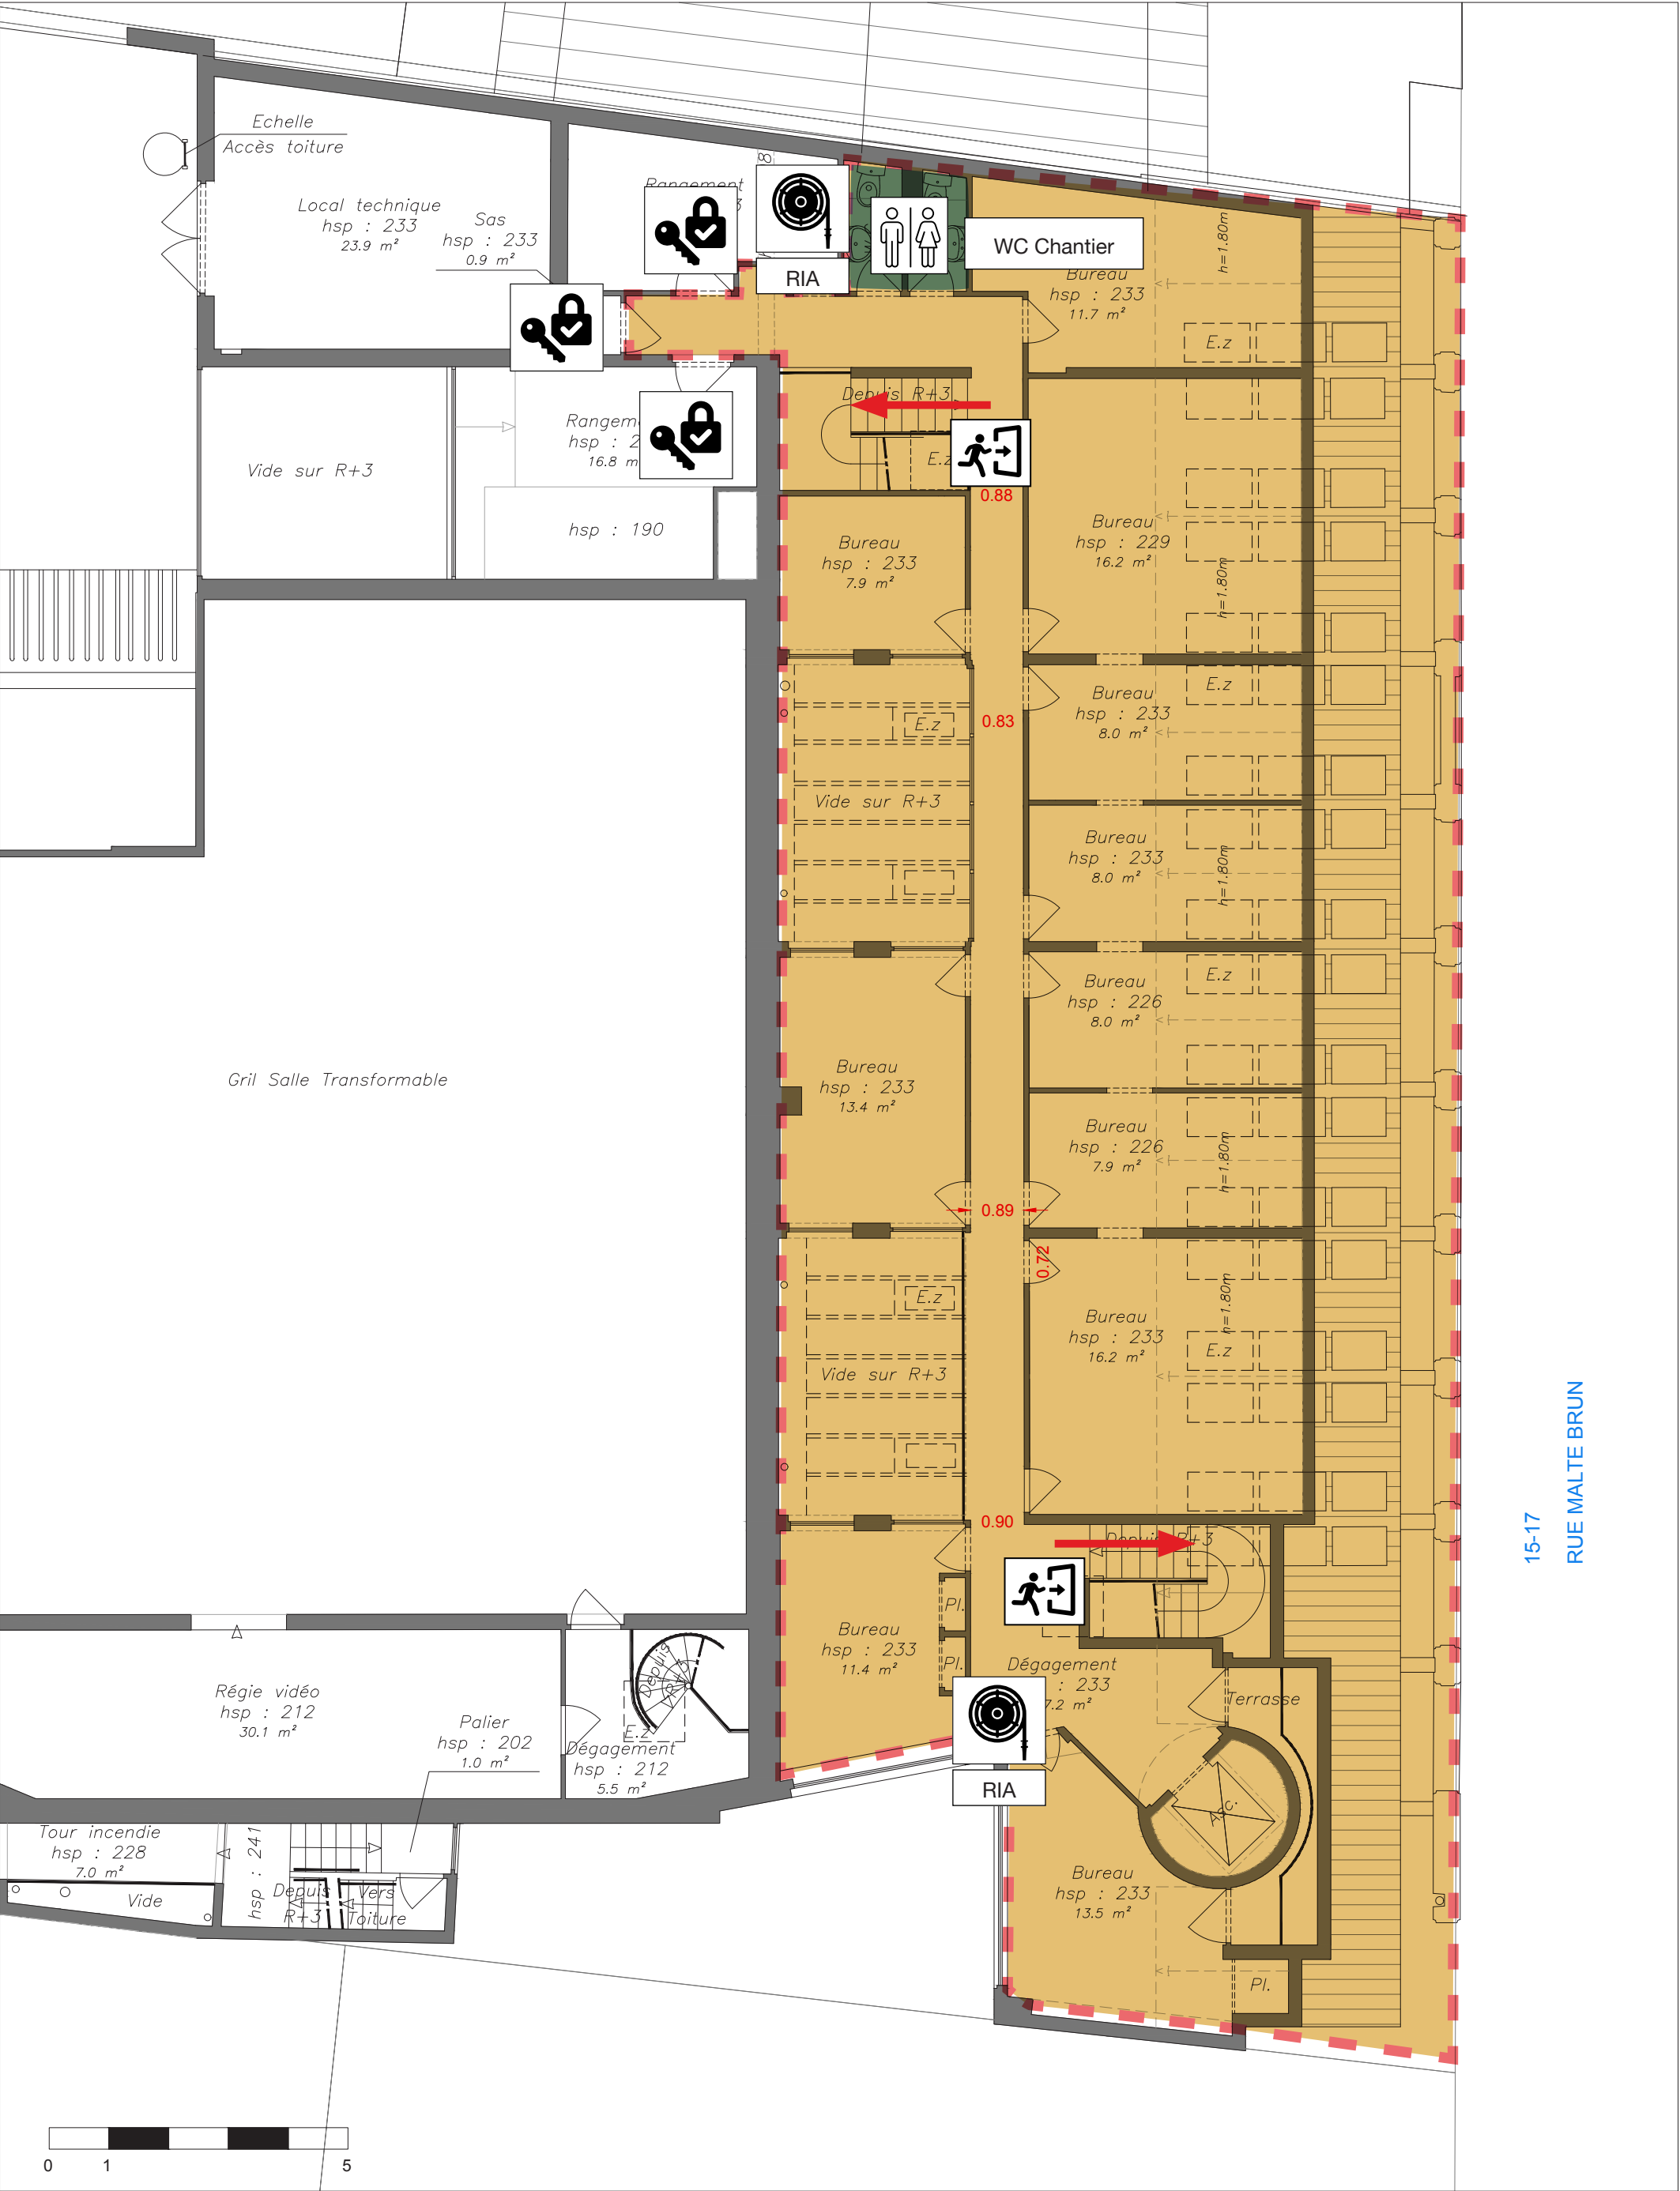 Echelle
Accès toiture
Local technique
hsp : 233
23.9 m²
Sas
hsp : 233
0.9 m²
Rangement
RIA
WC Chantier
h=1.80m
Bureau
hsp : 233
11.7 m²
E.z
Depuis R+3
E.z
0.88
Vide sur R+3
hsp : 190
16.8 m
Bureau
hsp : 233
7.9 m²
Bureau
hsp : 229
16.2 m²
h=1.80m
0.83
E.z
Vide sur R+3
Bureau
hsp : 233
8.0 m²
E.z
Bureau
hsp : 233
8.0 m²
h=1.80m
Bureau
hsp : 226
8.0 m²
E.z
Gril Salle Transformable
Bureau
hsp : 233
13.4 m²
Bureau
hsp : 226
7.9 m²
h=1.80m
0.89
0.72
E.z
Vide sur R+3
Bureau
hsp : 233
16.2 m²
h=1.80m
E.z
0.90
Depuis R+3
15-17
RUE MALTE BRUN
Bureau
hsp : 233
11.4 m²
Pl.
Pl.
Dégagement
: 233
7.2 m²
Terrasse
RIA
Asc.
Bureau
hsp : 233
13.5 m²
Pl.
Régie vidéo
hsp : 212
30.1 m²
Palier
hsp : 202
1.0 m²
Depuis
R+3
E.z
Dégagement
hsp : 212
5.5 m²
Tour incendie
hsp : 228
7.0 m²
Vide
hsp : 241
Depuis
R+3
Vers
Toiture
0 1 5